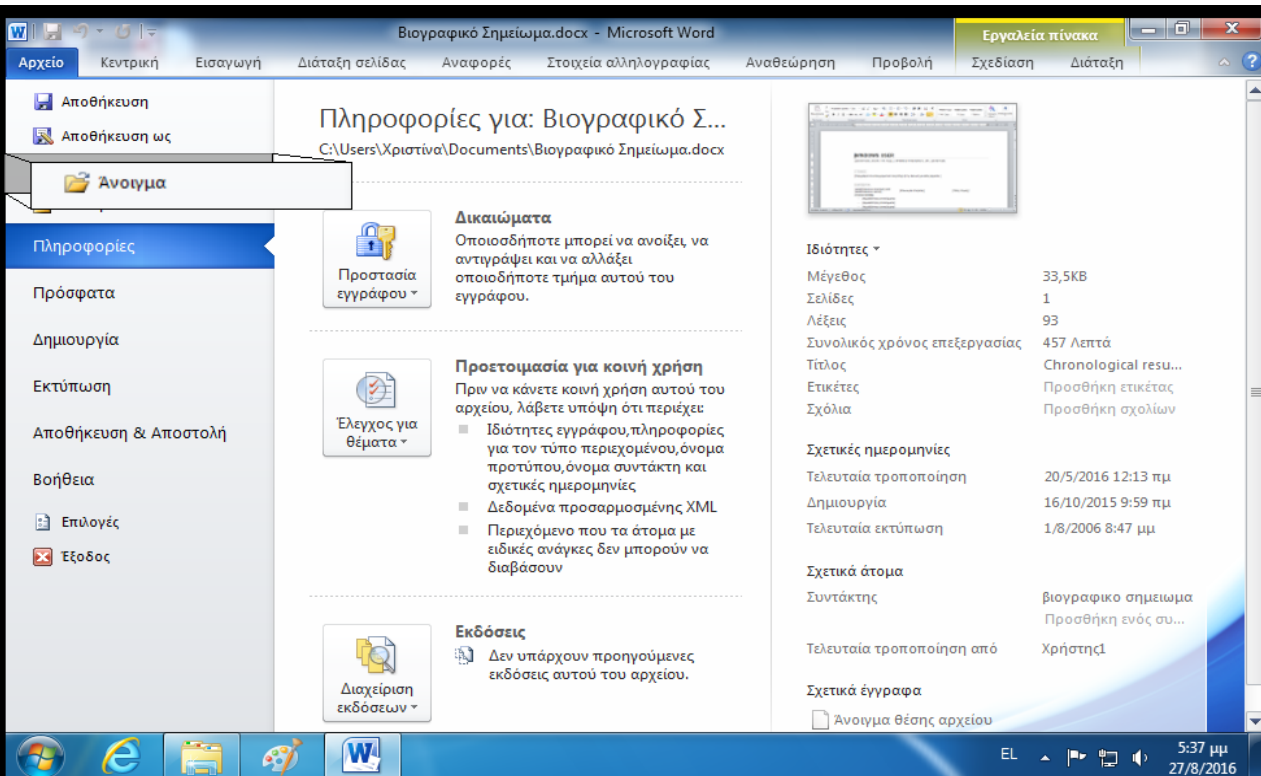 Βιογραφικό Σημείωμα.docx - Microsoft Word
Εργαλεία πίνακα
Αρχείο Κεντρική Εισαγωγή Διάταξη σελίδας Αναφορές Στοιχεία αλληλογραφίας Αναθεώρηση Προβολή Σχεδίαση Διάταξη
Αποθήκευση
Αποθήκευση ως
Άνοιγμα
Πληροφορίες
Πρόσφατα
Δημιουργία
Εκτύπωση
Αποθήκευση & Αποστολή
Βοήθεια
Επιλογές
Έξοδος
Πληροφορίες για: Βιογραφικό Σ...
C:\Users\Χριστίνα\Documents\Βιογραφικό Σημείωμα.docx
Προστασία
εγγράφου
Δικαιώματα
Οποιοσδήποτε μπορεί να ανοίξει, να
αντιγράψει και να αλλάξει
οποιοδήποτε τμήμα αυτού του
εγγράφου.
Έλεγχος για
θέματα
Προετοιμασία για κοινή χρήση
Πριν να κάνετε κοινή χρήση αυτού του
αρχείου, λάβετε υπόψη ότι περιέχει:
Ιδιότητες εγγράφου,πληροφορίες
για τον τύπο περιεχομένου,όνομα
προτύπου,όνομα συντάκτη και
σχετικές ημερομηνίες
Δεδομένα προσαρμοσμένης XML
Περιεχόμενο που τα άτομα με
ειδικές ανάγκες δεν μπορούν να
διαβάσουν
Διαχείριση
εκδόσεων
Εκδόσεις
Δεν υπάρχουν προηγούμενες
εκδόσεις αυτού του αρχείου.
Ιδιότητες
Μέγεθος 33,5KB
Σελίδες 1
Λέξεις 93
Συνολικός χρόνος επεξεργασίας 457 Λεπτά
Τίτλος Chronological resu...
Ετικέτες Προσθήκη ετικέτας
Σχόλια Προσθήκη σχολίων
Σχετικές ημερομηνίες
Τελευταία τροποποίηση 20/5/2016 12:13 πμ
Δημιουργία 16/10/2015 9:59 πμ
Τελευταία εκτύπωση 1/8/2006 8:47 μμ
Σχετικά άτομα
Συντάκτης βιογραφικο σημειωμα
Προσθήκη ενός συ...
Τελευταία τροποποίηση από Χρήστης1
Σχετικά έγγραφα
Άνοιγμα θέσης αρχείου
EL 5:37 μμ
27/8/2016